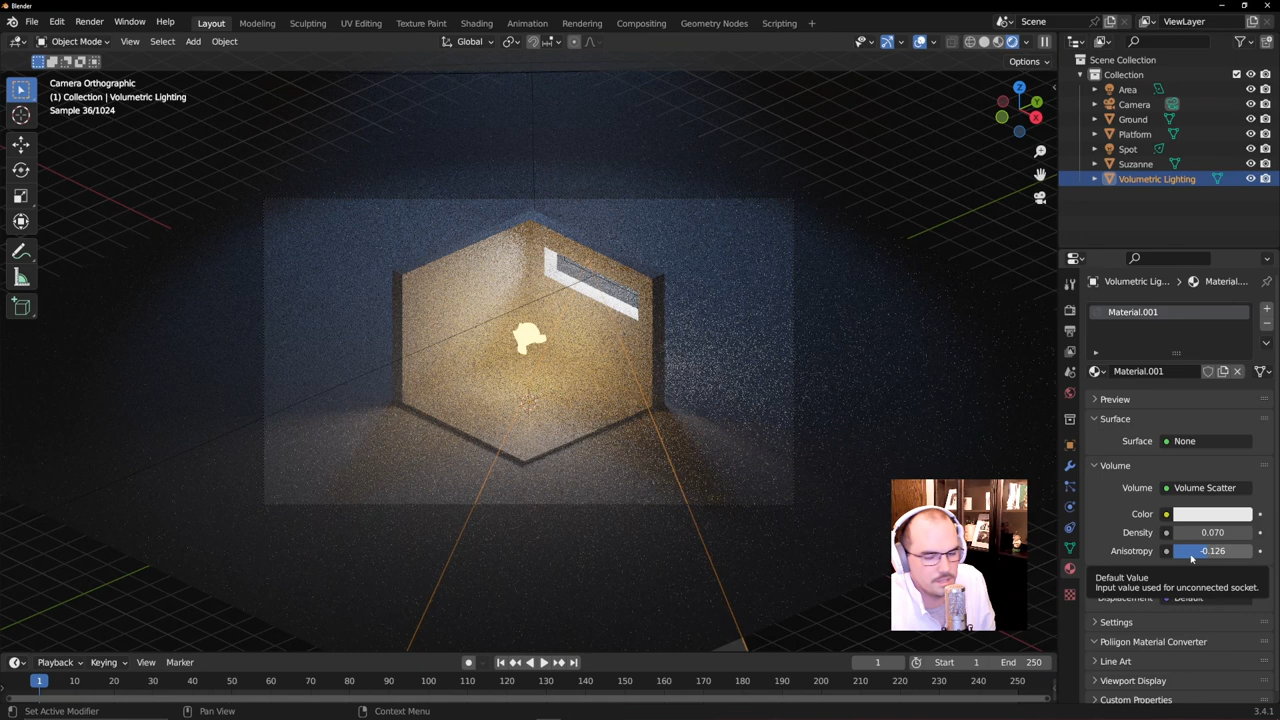 Blender
File Edit Render Window Help
Layout Modeling Sculpting UV Editing Texture Paint Shading Animation Rendering Compositing Geometry Nodes Scripting +
Scene
ViewLayer
Object Mode View Select Add Object
Global
Options
Camera Orthographic
(1) Collection | Volumetric Lighting
Sample 36/1024
Z
Y
X
Scene Collection
Collection
Area
Camera
Ground
Platform
Spot
Suzanne
Volumetric Lighting
Volumetric Lig... > Material....
Material.001
Material.001
Preview
Surface
Surface None
Volume
Volume Volume Scatter
Color
Density 0.070
Anisotropy -0.126
Default Value
Input value used for unconnected socket.
Displacement Default
Settings
Poliigon Material Converter
Line Art
Viewport Display
Custom Properties
Playback Keying View Marker
1 Start 1 End 250
1 10 20 30 40 50 60 70 80 90 100 110 120 130 140 150 160 170 180 190 200 210 220 230 240 250
Set Active Modifier Pan View Context Menu
3.4.1